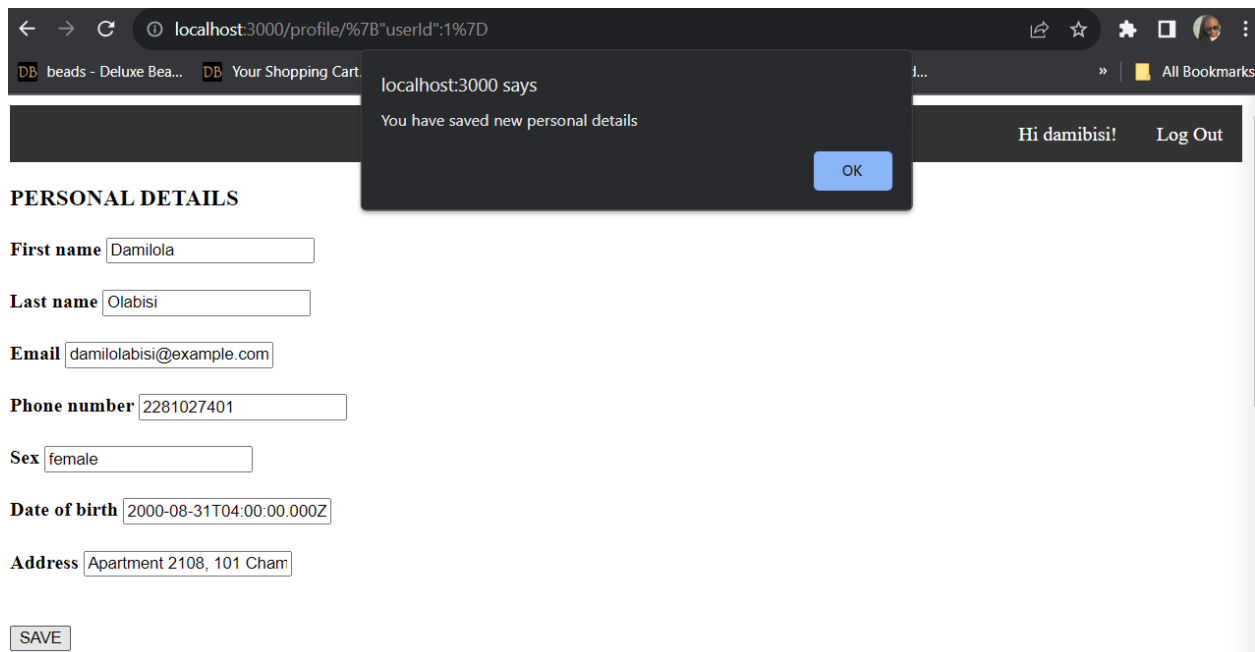 localhost:3000/profile/%7B"userId":1%7D
DB beads - Deluxe Bea... DB Your Shopping Cart. d... » All Bookmarks
localhost:3000 says
You have saved new personal details
OK
Hi damibisi! Log Out
PERSONAL DETAILS
First name Damilola
Last name Olabisi
Email damilolabisi@example.com
Phone number 2281027401
Sex female
Date of birth 2000-08-31T04:00:00.000Z
Address Apartment 2108, 101 Cham
SAVE